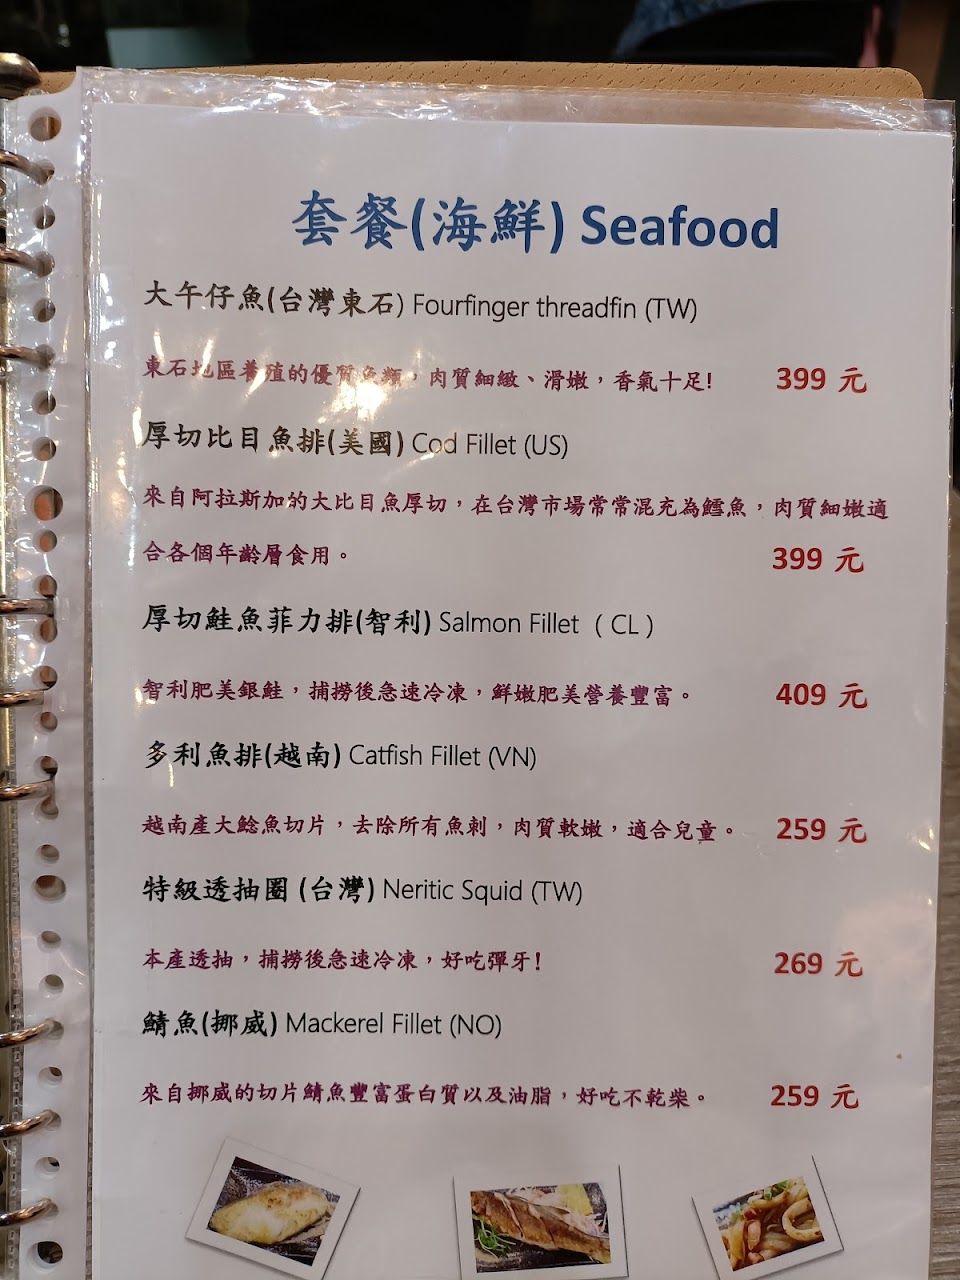 套餐(海鮮) Seafood
大午仔魚(台灣東石) Fourfinger threadfin (TW)
東石地區養殖的優質魚類，肉質細緻、滑嫩，香氣十足! 399 元
厚切比目魚排(美國) Cod Fillet (US)
來自阿拉斯加的大比目魚厚切，在台灣市場常常混充為鱈魚，肉質細嫩適
合各個年齡層食用。 399 元
厚切鮭魚菲力排(智利) Salmon Fillet （CL）
智利肥美銀鮭，捕撈後急速冷凍，鮮嫩肥美營養豐富。 409 元
多利魚排(越南) Catfish Fillet (VN)
越南產大鯰魚切片，去除所有魚刺，肉質軟嫩，適合兒童。 259 元
特級透抽圈 (台灣) Neritic Squid (TW)
本產透抽，捕撈後急速冷凍，好吃彈牙! 269 元
鯖魚(挪威) Mackerel Fillet (NO)
來自挪威的切片鯖魚豐富蛋白質以及油脂，好吃不乾柴。 259 元